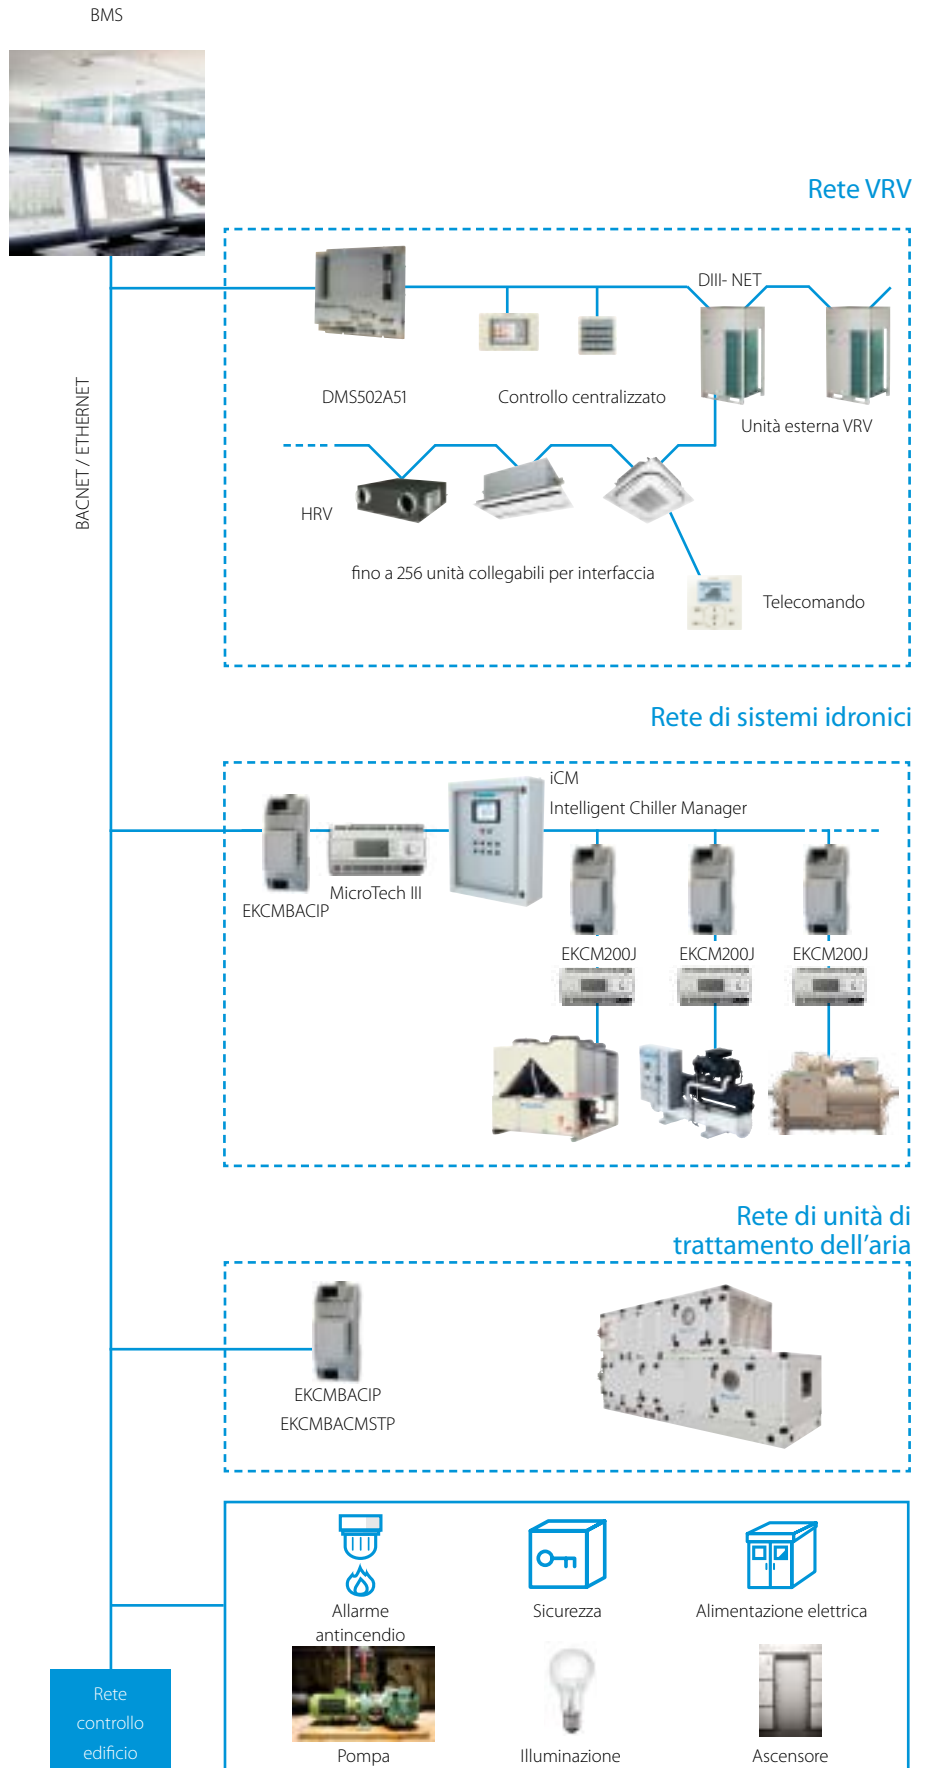 BMS
Rete VRV
DIII- NET
DMS502A51
Controllo centralizzato
Unità esterna VRV
BACNET / ETHERNET
HRV
fino a 256 unità collegabili per interfaccia
Telecomando
Rete di sistemi idronici
iCM
Intelligent Chiller Manager
MicroTech III
EKCMBACIP
EKCM200J
EKCM200J
EKCM200J
Rete di unità di
trattamento dell'aria
EKCMBACIP
EKCMBACMSTP
Allarme
antincendio
Sicurezza
Alimentazione elettrica
Rete
controllo
edificio
Pompa
Illuminazione
Ascensore